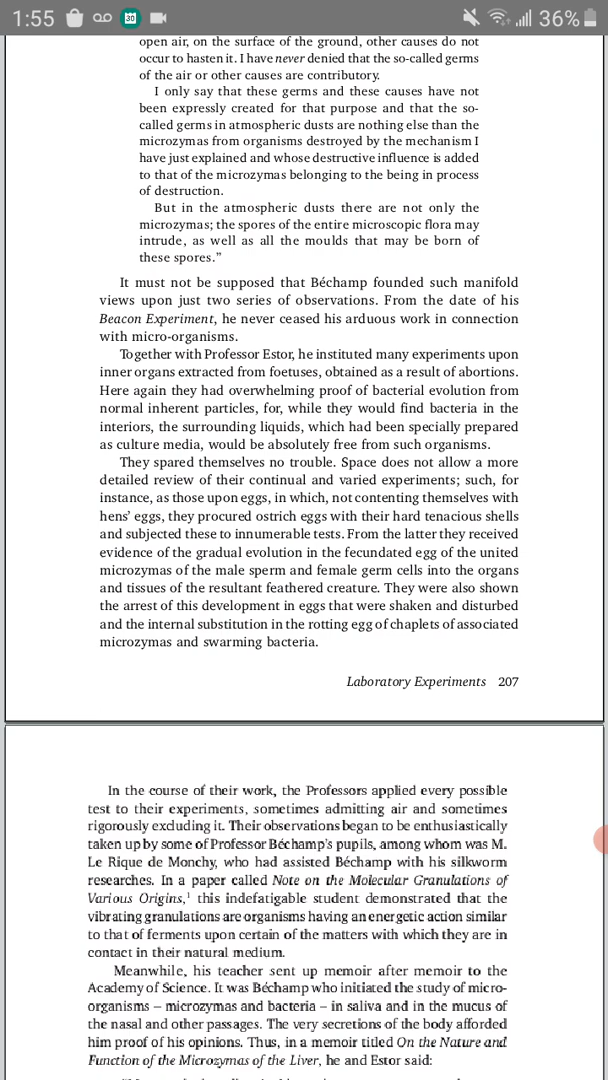 1:55
30
36%
open air, on the surface of the ground, other causes do not
occur to hasten it. I have never denied that the so-called germs
of the air or other causes are contributory.
I only say that these germs and these causes have not
been expressly created for that purpose and that the so-
called germs in atmospheric dusts are nothing else than the
microzymas from organisms destroyed by the mechanism I
have just explained and whose destructive influence is added
to that of the microzymas belonging to the being in process
of destruction.
But in the atmospheric dusts there are not only the
microzymas; the spores of the entire microscopic flora may
intrude, as well as all the moulds that may be born of
these spores.”
It must not be supposed that Béchamp founded such manifold
views upon just two series of observations. From the date of his
Beacon Experiment, he never ceased his arduous work in connection
with micro-organisms.
Together with Professor Estor, he instituted many experiments upon
inner organs extracted from foetuses, obtained as a result of abortions.
Here again they had overwhelming proof of bacterial evolution from
normal inherent particles, for, while they would find bacteria in the
interiors, the surrounding liquids, which had been specially prepared
as culture media, would be absolutely free from such organisms.
They spared themselves no trouble. Space does not allow a more
detailed review of their continual and varied experiments; such, for
instance, as those upon eggs, in which, not contenting themselves with
hens’ eggs, they procured ostrich eggs with their hard tenacious shells
and subjected these to innumerable tests. From the latter they received
evidence of the gradual evolution in the fecundated egg of the united
microzymas of the male sperm and female germ cells into the organs
and tissues of the resultant feathered creature. They were also shown
the arrest of this development in eggs that were shaken and disturbed
and the internal substitution in the rotting egg of chaplets of associated
microzymas and swarming bacteria.
Laboratory Experiments 207
In the course of their work, the Professors applied every possible
test to their experiments, sometimes admitting air and sometimes
rigorously excluding it. Their observations began to be enthusiastically
taken up by some of Professor Béchamp’s pupils, among whom was M.
Le Rique de Monchy, who had assisted Béchamp with his silkworm
researches. In a paper called Note on the Molecular Granulations of
Various Origins,¹ this indefatigable student demonstrated that the
vibrating granulations are organisms having an energetic action similar
to that of ferments upon certain of the matters with which they are in
contact in their natural medium.
Meanwhile, his teacher sent up memoir after memoir to the
Academy of Science. It was Béchamp who initiated the study of micro-
organisms – microzymas and bacteria – in saliva and in the mucus of
the nasal and other passages. The very secretions of the body afforded
him proof of his opinions. Thus, in a memoir titled On the Nature and
Function of the Microzymas of the Liver, he and Estor said: